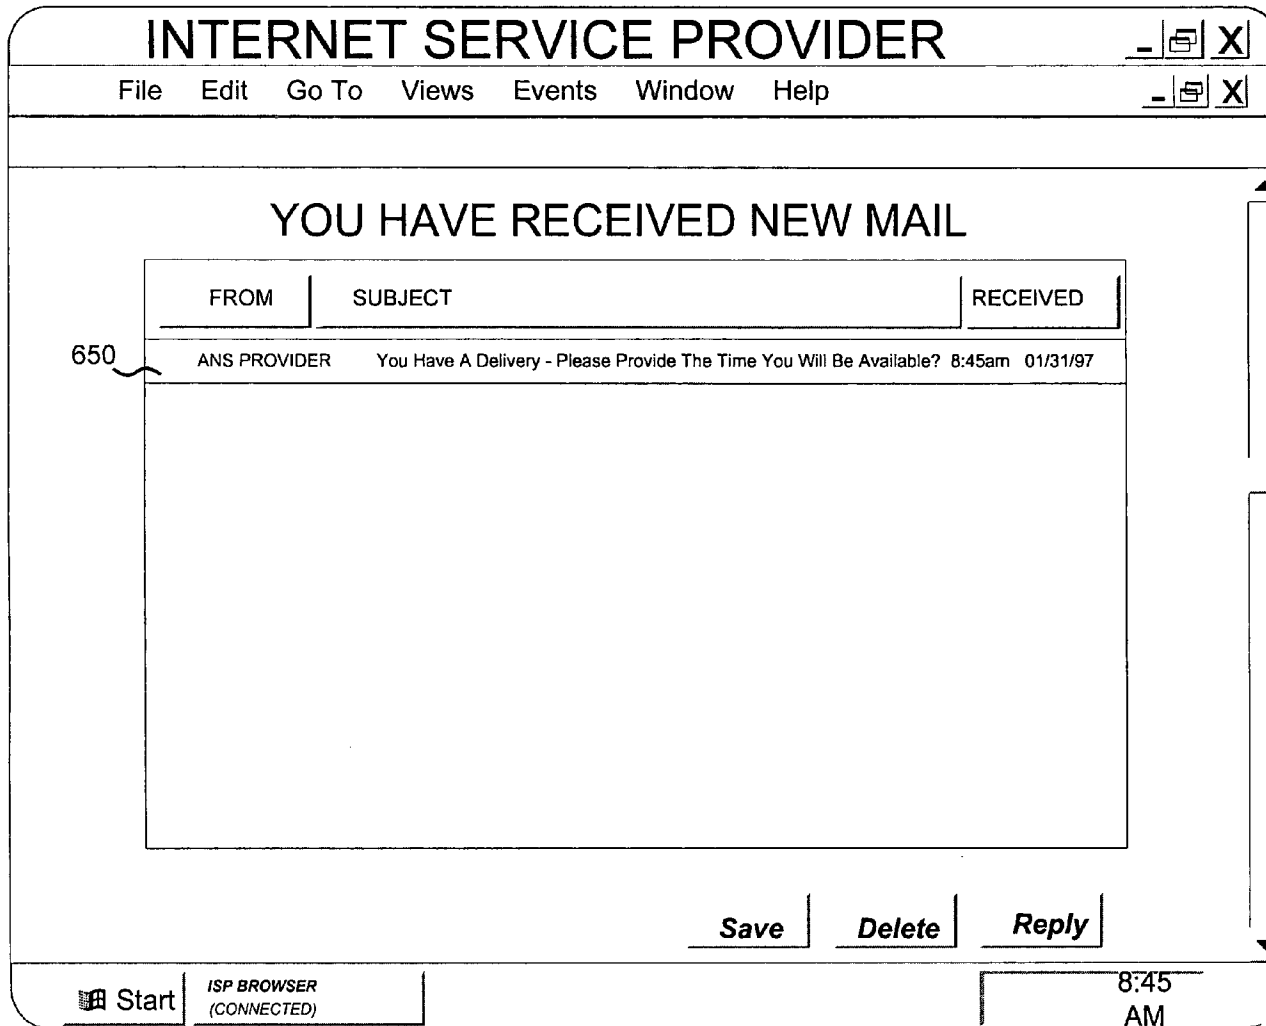 INTERNET SERVICE PROVIDER - X
File Edit Go To Views Events Window Help - X
YOU HAVE RECEIVED NEW MAIL
FROM SUBJECT RECEIVED
650 ANS PROVIDER You Have A Delivery - Please Provide The Time You Will Be Available? 8:45am 01/31/97
Save Delete Reply
Start ISP BROWSER
(CONNECTED)
8:45
AM